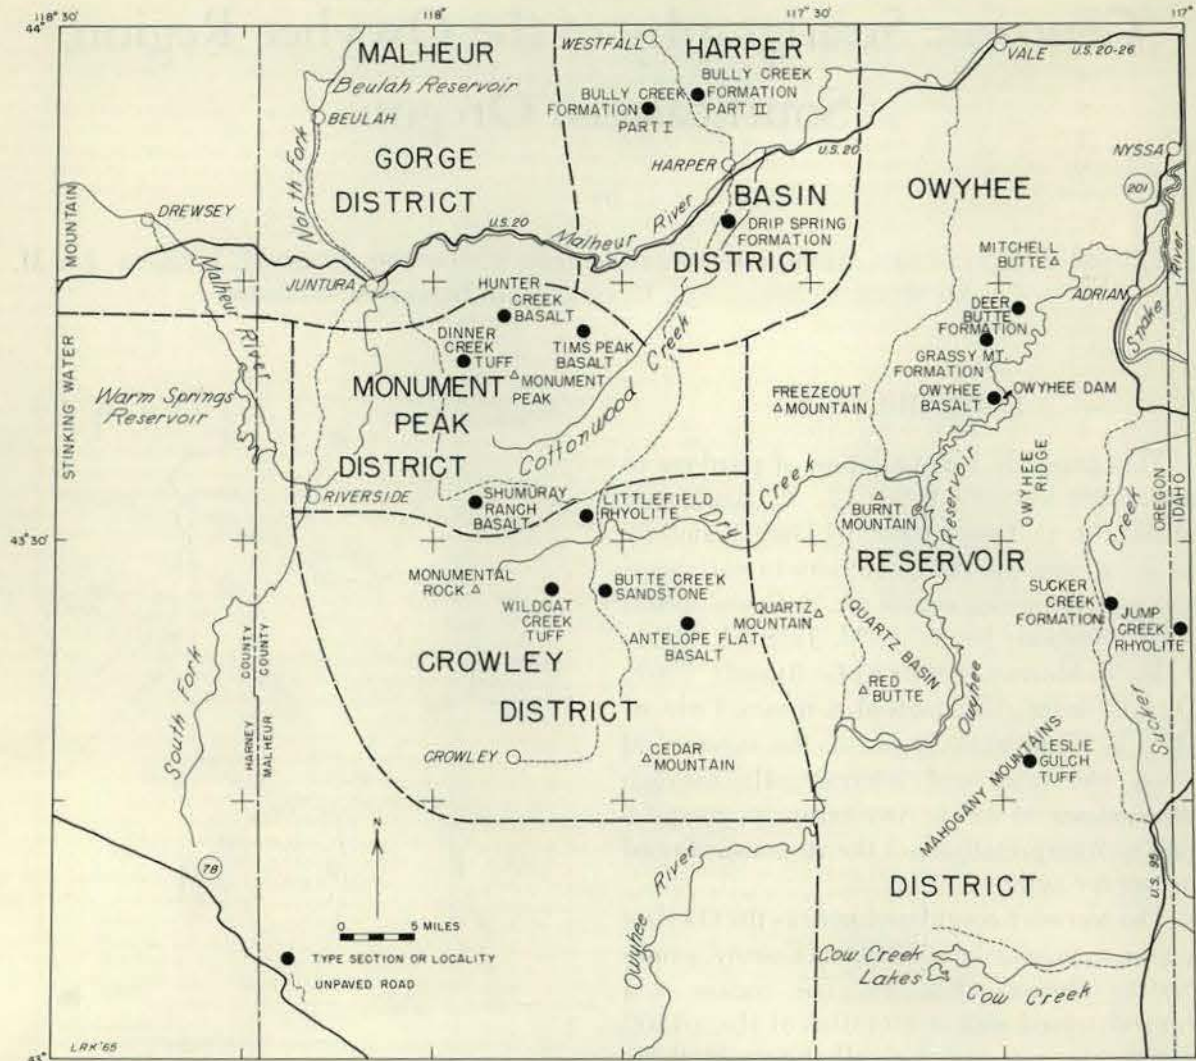 118° 30'
118°
117° 30'
117°
44°
MALHEUR
GORGE
DISTRICT
Beulah Reservoir
BEULAH
North Fork
WESTFALL
HARPER
BASIN
DISTRICT
BULLY CREEK
FORMATION
PART I
BULLY CREEK
FORMATION
PART II
VALE
U.S. 20-26
HARPER
U.S. 20
NYSSA
201
DREWSEY
MOUNTAIN
STINKING WATER
U.S. 20
Malheur River
DRIP SPRING
FORMATION
OWYHEE
RESERVOIR
DISTRICT
MITCHELL
BUTTE
ADRIAN
Snake River
JUNTURA
Malheur River
HUNTER
CREEK
BASALT
DINNER
CREEK
TUFF
TIMS PEAK
BASALT
DEER
BUTTE
FORMATION
GRASSY MT.
FORMATION
OWYHEE
BASALT
OWYHEE DAM
MONUMENT
PEAK
DISTRICT
MONUMENT
PEAK
Cottonwood Creek
FREEZEOUT
MOUNTAIN
Warm Springs
Reservoir
RIVERSIDE
SHUMURAY
RANCH
BASALT
LITTLEFIELD
RHYOLITE
Dry Creek
BURNT
MOUNTAIN
Reservoir
OWYHEE
RIDGE
Creek
OREGON
IDAHO
43° 30'
MONUMENTAL
ROCK
WILDCAT
CREEK
TUFF
BUTTE CREEK
SANDSTONE
ANTELOPE FLAT
BASALT
QUARTZ
MOUNTAIN
QUARTZ BASIN
SUCKER
CREEK
FORMATION
JUMP
CREEK
RHYOLITE
CROWLEY
DISTRICT
RED
BUTTE
Owyhee
Sucker
South Fork
COUNTY
COUNTY
HARNEY
MALHEUR
CROWLEY
CEDAR
MOUNTAIN
LESLIE
GULCH
TUFF
MAHOGANY MOUNTAINS
78
N
0 5 MILES
TYPE SECTION OR LOCALITY
UNPAVED ROAD
Owyhee River
U.S. 95
Cow Creek
Lakes
Cow Creek
LRK'65
43°